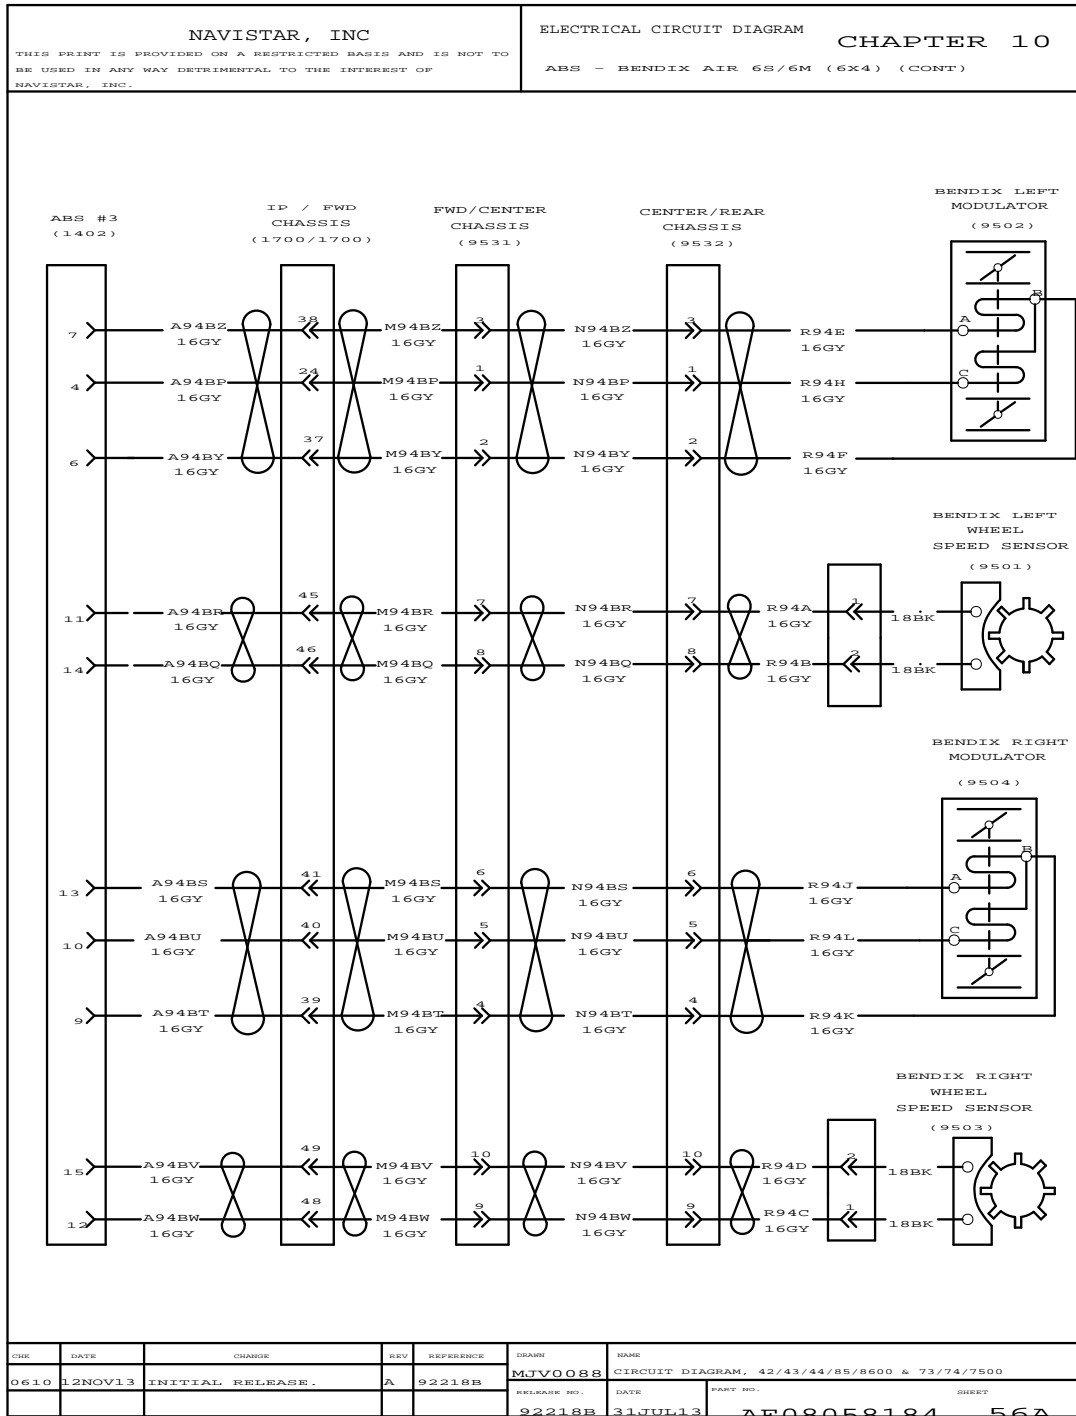 NAVISTAR, INC
THIS PRINT IS PROVIDED ON A RESTRICTED BASIS AND IS NOT TO
BE USED IN ANY WAY DETRIMENTAL TO THE INTEREST OF
NAVISTAR, INC.
ELECTRICAL CIRCUIT DIAGRAM
CHAPTER 10
ABS - BENDIX AIR 6S/6M (6X4) (CONT)
ABS #3
(1402)
IP / FWD
CHASSIS
(1700/1700)
FWD/CENTER
CHASSIS
(9531)
CENTER/REAR
CHASSIS
(9532)
BENDIX LEFT
MODULATOR
(9502)
B
7 A94BZ 38 M94BZ 3 N94BZ 3 R94E A
16GY 16GY 16GY 16GY
4 A94BP 24 M94BP 1 N94BP 1 R94H C
16GY 16GY 16GY 16GY
6 A94BY 37 M94BY 2 N94BY 2 R94F
16GY 16GY 16GY 16GY
BENDIX LEFT
WHEEL
SPEED SENSOR
(9501)
11 A94BR 45 M94BR 7 N94BR 7 R94A 1 18BK
16GY 16GY 16GY 16GY
14 A94BQ 46 M94BQ 8 N94BQ 8 R94B 2 18BK
16GY 16GY 16GY 16GY
BENDIX RIGHT
MODULATOR
(9504)
B
13 A94BS 41 M94BS 6 N94BS 6 R94J A
16GY 16GY 16GY 16GY
10 A94BU 40 M94BU 5 N94BU 5 R94L C
16GY 16GY 16GY 16GY
9 A94BT 39 M94BT 4 N94BT 4 R94K
16GY 16GY 16GY 16GY
BENDIX RIGHT
WHEEL
SPEED SENSOR
(9503)
15 A94BV 49 M94BV 10 N94BV 10 R94D 2 18BK
16GY 16GY 16GY 16GY
12 A94BW 48 M94BW 9 N94BW 9 R94C 1 18BK
16GY 16GY 16GY 16GY
CHK DATE CHANGE REV REFERENCE DRAWN NAME
0610 12NOV13 INITIAL RELEASE. A 92218B MJV0088 CIRCUIT DIAGRAM, 42/43/44/85/8600 & 73/74/7500
RELEASE NO. DATE PART NO. SHEET
92218B 31JUL13 AF08058184 56A